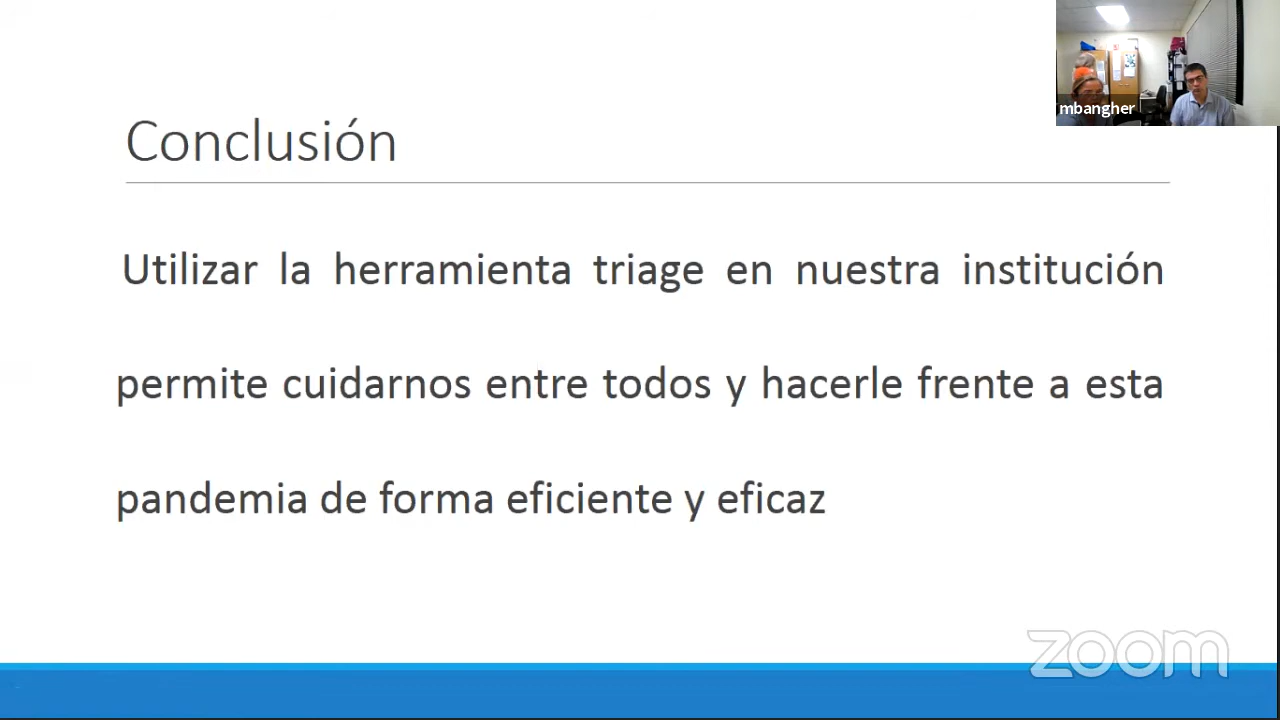 mbangher
Conclusión
Utilizar la herramienta triage en nuestra institución
permite cuidarnos entre todos y hacerle frente a esta
pandemia de forma eficiente y eficaz
zoom